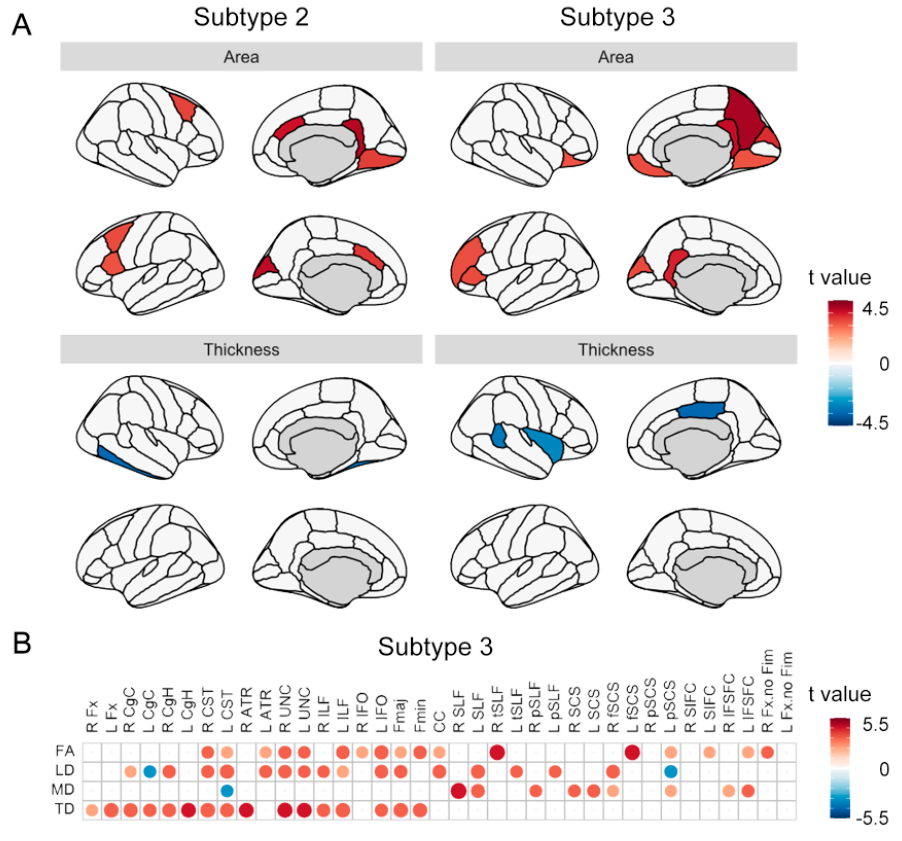 A
Subtype 2
Subtype 3
Area
Area
t value
4.5
0
-4.5
Thickness
Thickness
B
Subtype 3
R Fx
L Fx
R CgC
L CgC
R CgH
L CgH
R CST
L CST
R ATR
L ATR
R UNC
L UNC
R ILF
L ILF
R IFO
L IFO
Fmaj
Fmin
CC
R SLF
L SLF
R tSLF
L tSLF
R pSLF
L pSLF
R SCS
L SCS
R fSCS
L fSCS
R pSCS
L pSCS
R SIFC
L SIFC
R IFSFC
L IFSFC
R Fx.no Fim
L Fx.no Fim
FA
LD
MD
TD
t value
5.5
0
-5.5